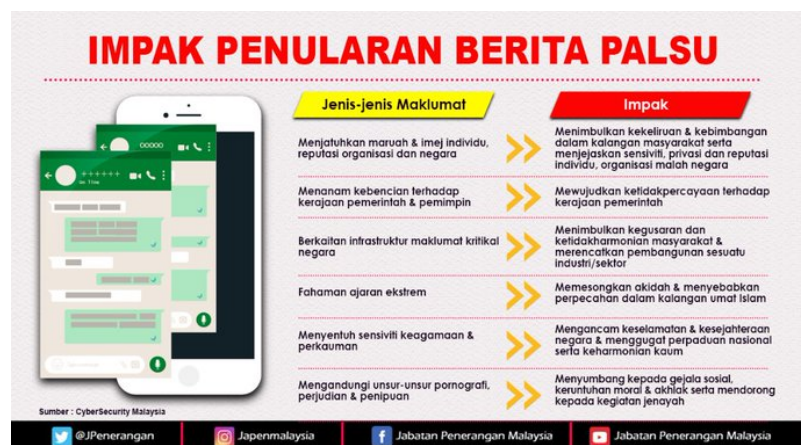 IMPAK PENULARAN BERITA PALSU
Jenis-jenis Maklumat
Impak
Menjatuhkan maruah & imej individu,
reputasi organisasi dan negara
Menimbulkan kekeliruan & kebimbangan
dalam kalangan masyarakat serta
menjejaskan sensiviti, privasi dan reputasi
individu, organisasi malah negara
Menanam kebencian terhadap
kerajaan pemerintah & pemimpin
Mewujudkan ketidakpercayaan terhadap
kerajaan pemerintah
Berkaitan infrastruktur maklumat kritikal
negara
Menimbulkan kegusaran dan
ketidakharmonian masyarakat &
merencatkan pembangunan sesuatu
industri/sektor
Fahaman ajaran ekstrem
Memesongkan akidah & menyebabkan
perpecahan dalam kalangan umat Islam
Menyentuh sensiviti keagamaan &
perkauman
Mengancam keselamatan & kesejahteraan
negara & menggugat perpaduan nasional
serta keharmonian kaum
Mengandungi unsur-unsur pornografi,
perjudian & penipuan
Menyumbang kepada gejala sosial,
keruntuhan moral & akhlak serta mendorong
kepada kegiatan jenayah
Sumber : CyberSecurity Malaysia
@JPenerangan
Japenmalaysia
Jabatan Penerangan Malaysia
Jabatan Penerangan Malaysia